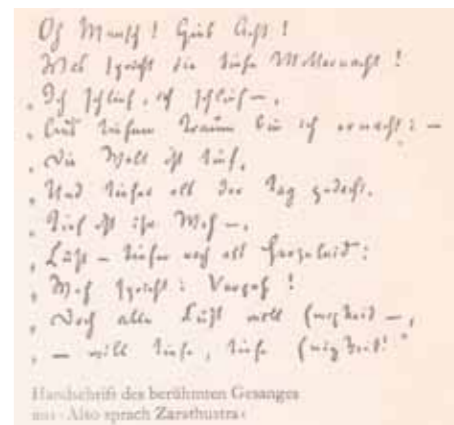 Oh Mensch! Gieb Acht!
Was spricht die tiefe Mitternacht!
„Ich schlief, ich schlief —,
„Aus tiefem Traum bin ich erwacht: —
„Die Welt ist tief,
„Und tiefer als der Tag gedacht.
„Tief ist ihr Weh —,
„Lust — tiefer noch als Herzeleid:
„Weh spricht: Vergeh!
„Doch alle Lust will Ewigkeit —,
„— will tiefe, tiefe Ewigkeit!"
Handschrift des berühmten Gesanges
aus ›Also sprach Zarathustra‹